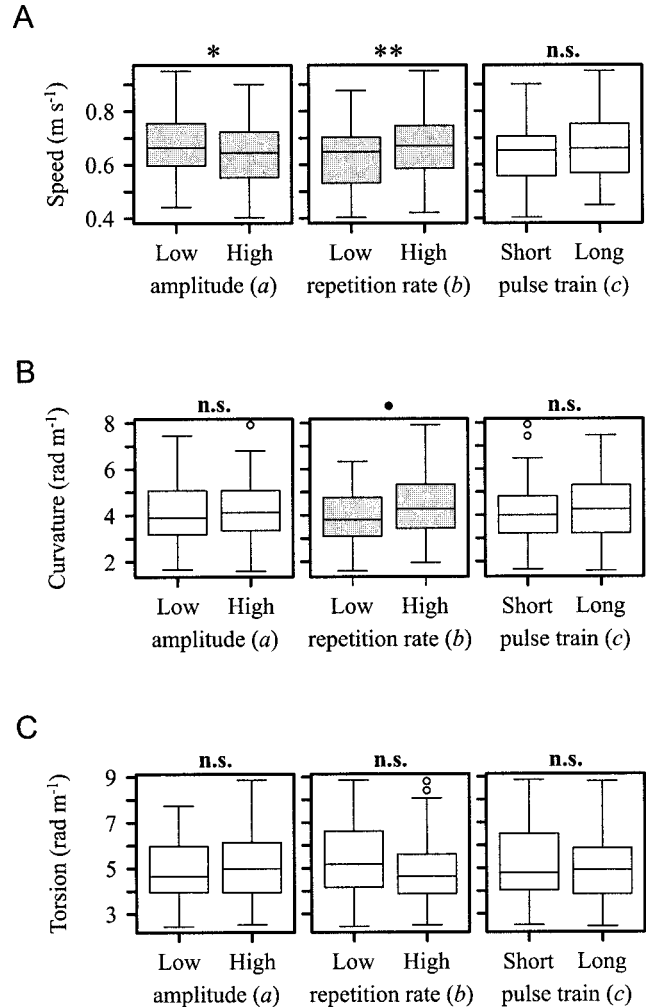 A
* ** n.s.
Speed (m s-1)
0.8
0.6
0.4
Low High Low High Short Long
amplitude (a) repetition rate (b) pulse train (c)
B
n.s. • n.s.
Curvature (rad m-1)
8
6
4
2
Low High Low High Short Long
amplitude (a) repetition rate (b) pulse train (c)
C
n.s. n.s. n.s.
Torsion (rad m-1)
9
7
5
3
Low High Low High Short Long
amplitude (a) repetition rate (b) pulse train (c)